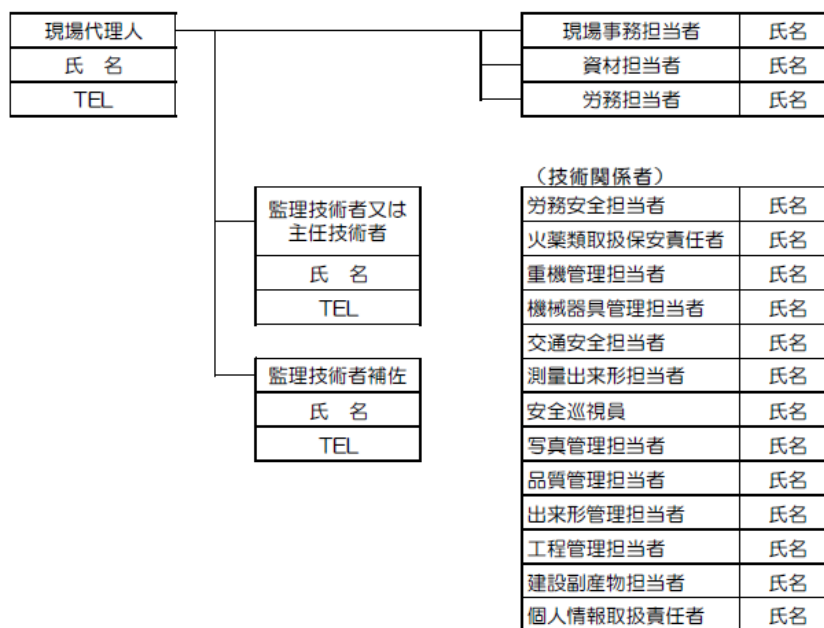 現場代理人
氏 名
TEL
現場事務担当者 氏名
資材担当者 氏名
労務担当者 氏名
監理技術者又は
主任技術者
氏 名
TEL
監理技術者補佐
氏 名
TEL
(技術関係者)
労務安全担当者 氏名
火薬類取扱保安責任者 氏名
重機管理担当者 氏名
機械器具管理担当者 氏名
交通安全担当者 氏名
測量出来形担当者 氏名
安全巡視員 氏名
写真管理担当者 氏名
品質管理担当者 氏名
出来形管理担当者 氏名
工程管理担当者 氏名
建設副産物担当者 氏名
個人情報取扱責任者 氏名